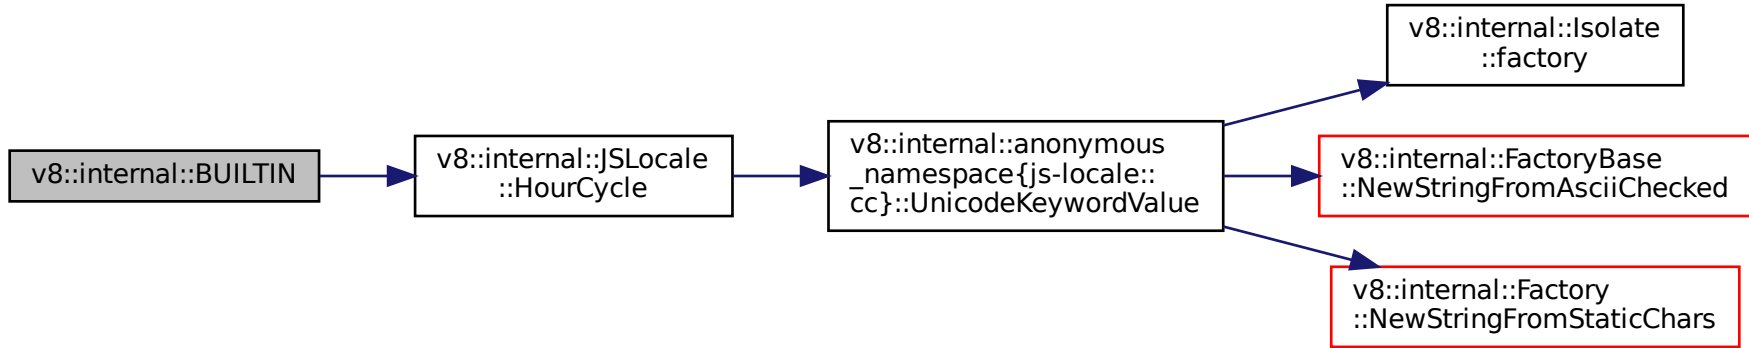 v8::internal::BUILTIN
v8::internal::JSLocale
::HourCycle
v8::internal::anonymous
_namespace{js-locale::
cc}::UnicodeKeywordValue
v8::internal::Isolate
::factory
v8::internal::FactoryBase
::NewStringFromAsciiChecked
v8::internal::Factory
::NewStringFromStaticChars